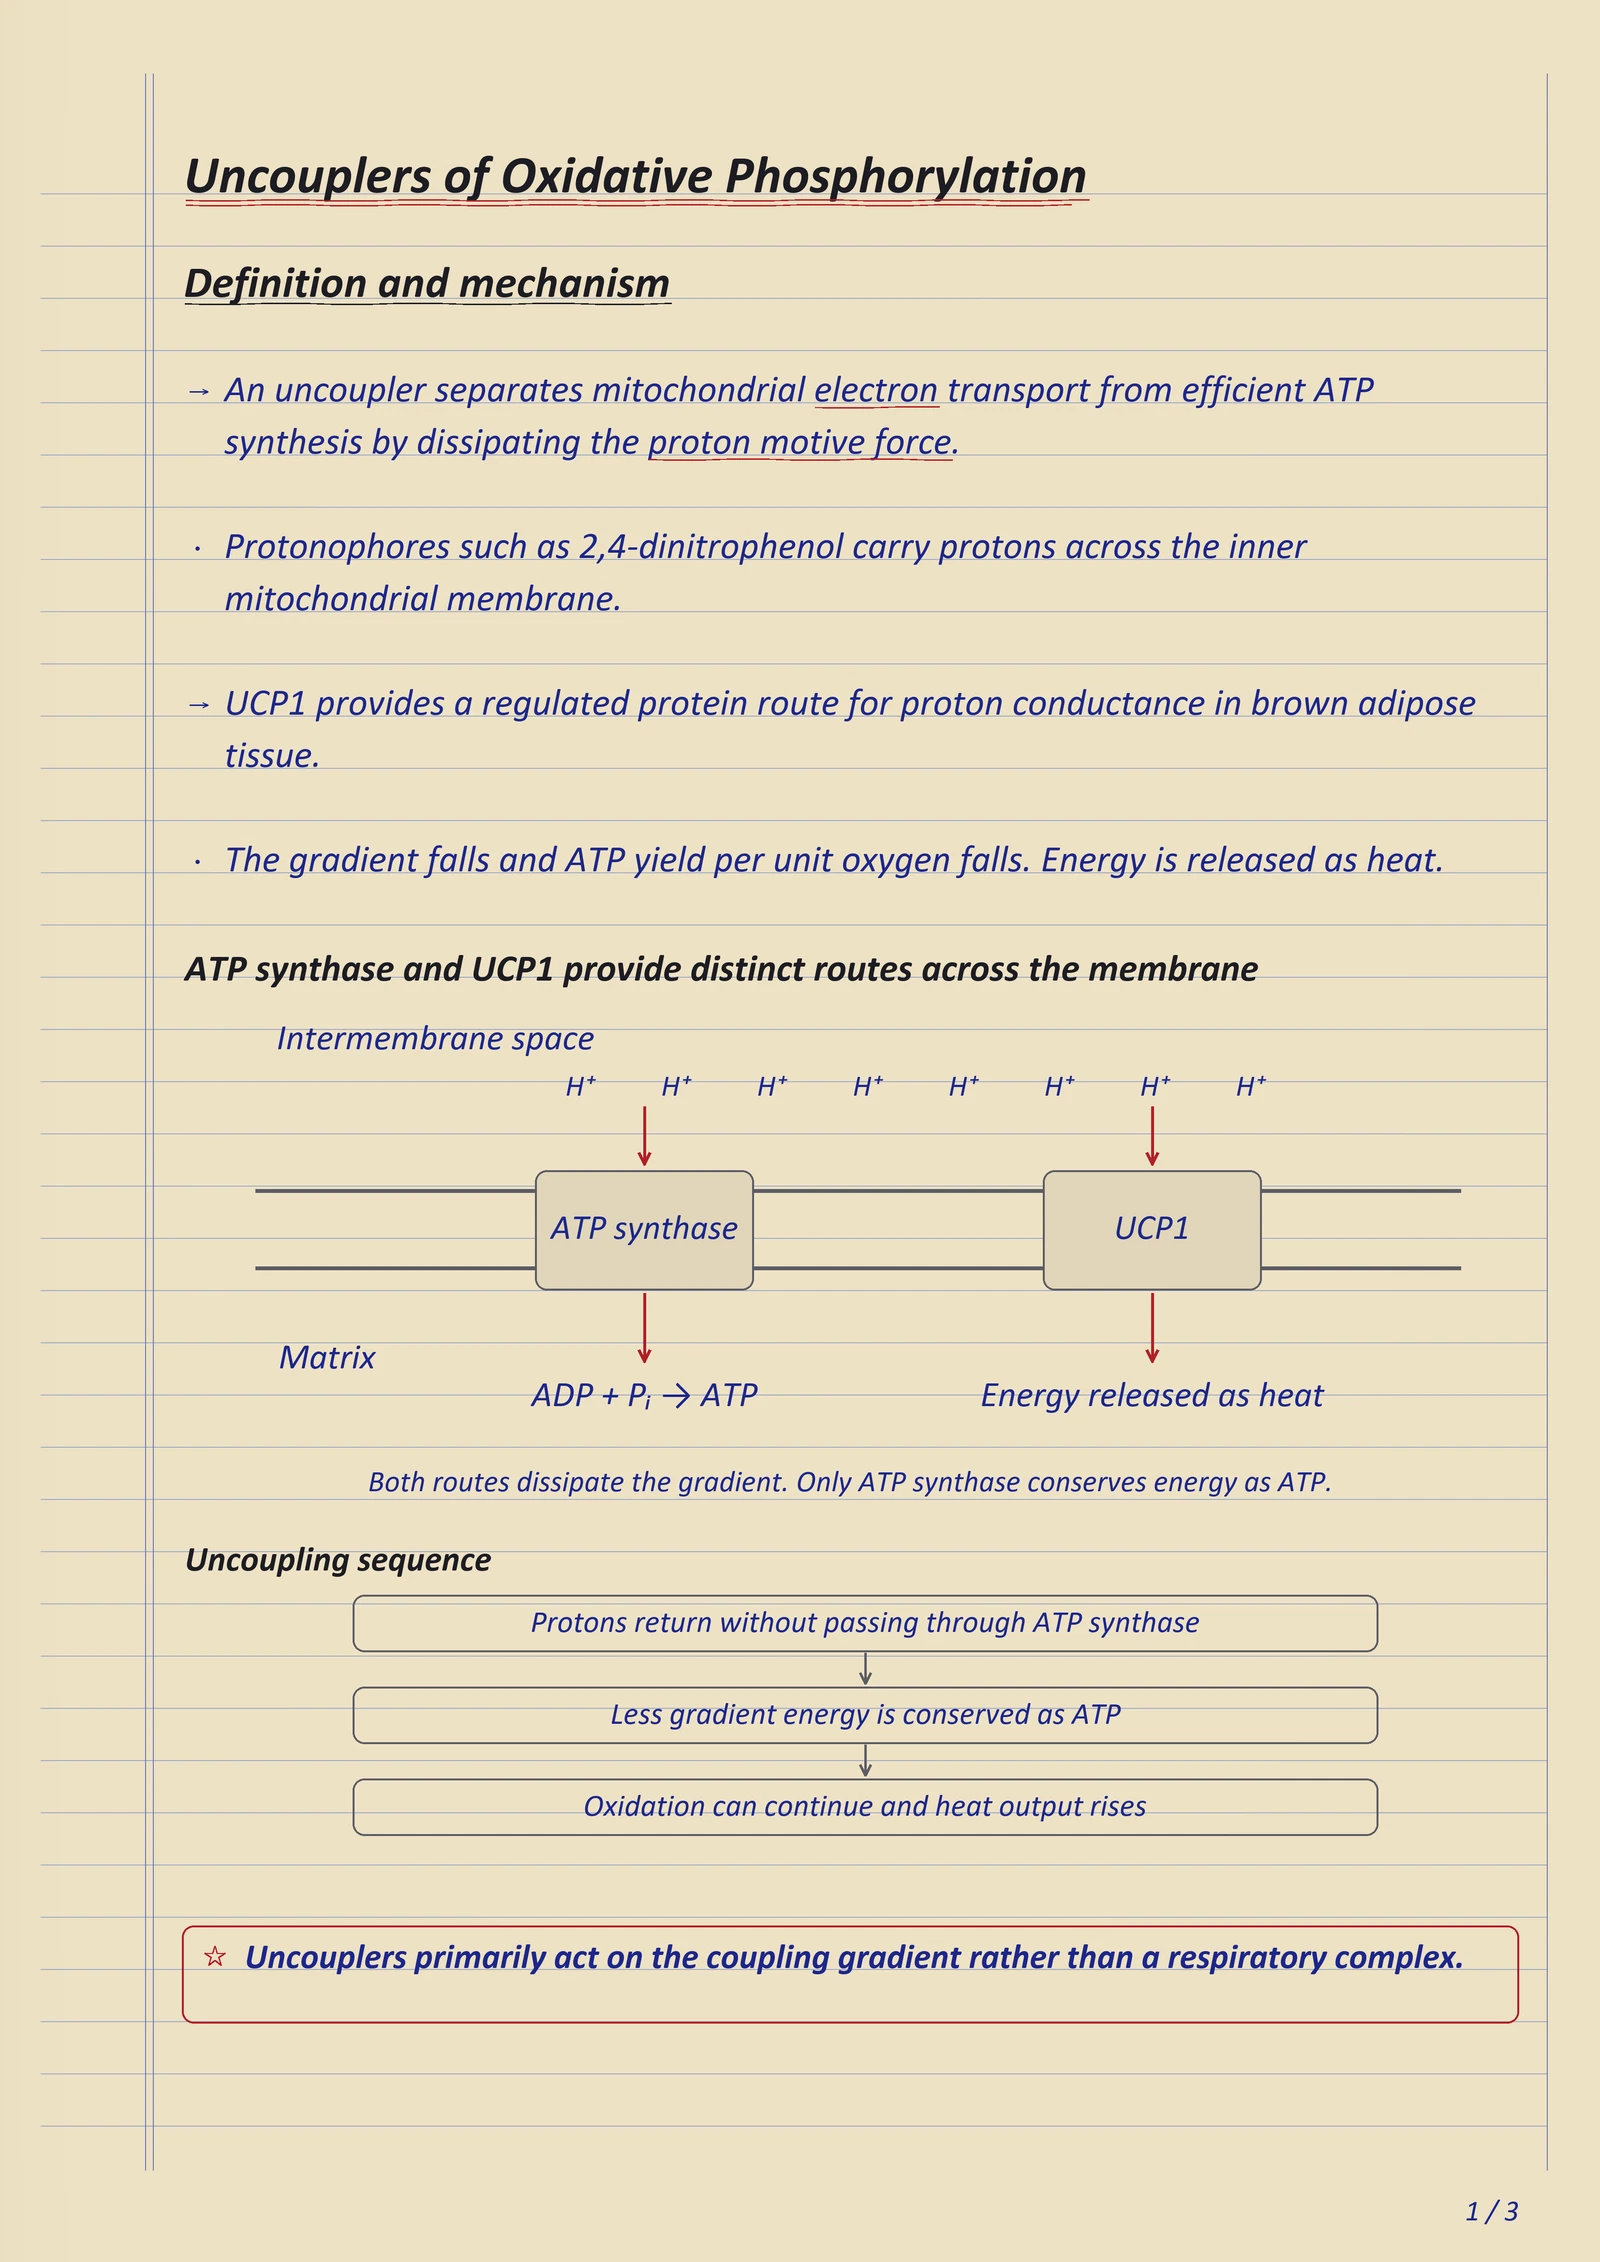 Uncouplers of Oxidative Phosphorylation
Definition and mechanism
→ An uncoupler separates mitochondrial electron transport from efficient ATP
synthesis by dissipating the proton motive force.
· Protonophores such as 2,4-dinitrophenol carry protons across the inner
mitochondrial membrane.
→ UCP1 provides a regulated protein route for proton conductance in brown adipose
tissue.
· The gradient falls and ATP yield per unit oxygen falls. Energy is released as heat.
ATP synthase and UCP1 provide distinct routes across the membrane
Intermembrane space
H⁺ H⁺ H⁺ H⁺ H⁺ H⁺ H⁺ H⁺
ATP synthase UCP1
Matrix
ADP + Pᵢ → ATP Energy released as heat
Both routes dissipate the gradient. Only ATP synthase conserves energy as ATP.
Uncoupling sequence
Protons return without passing through ATP synthase
Less gradient energy is conserved as ATP
Oxidation can continue and heat output rises
☆ Uncouplers primarily act on the coupling gradient rather than a respiratory complex.
1 / 3